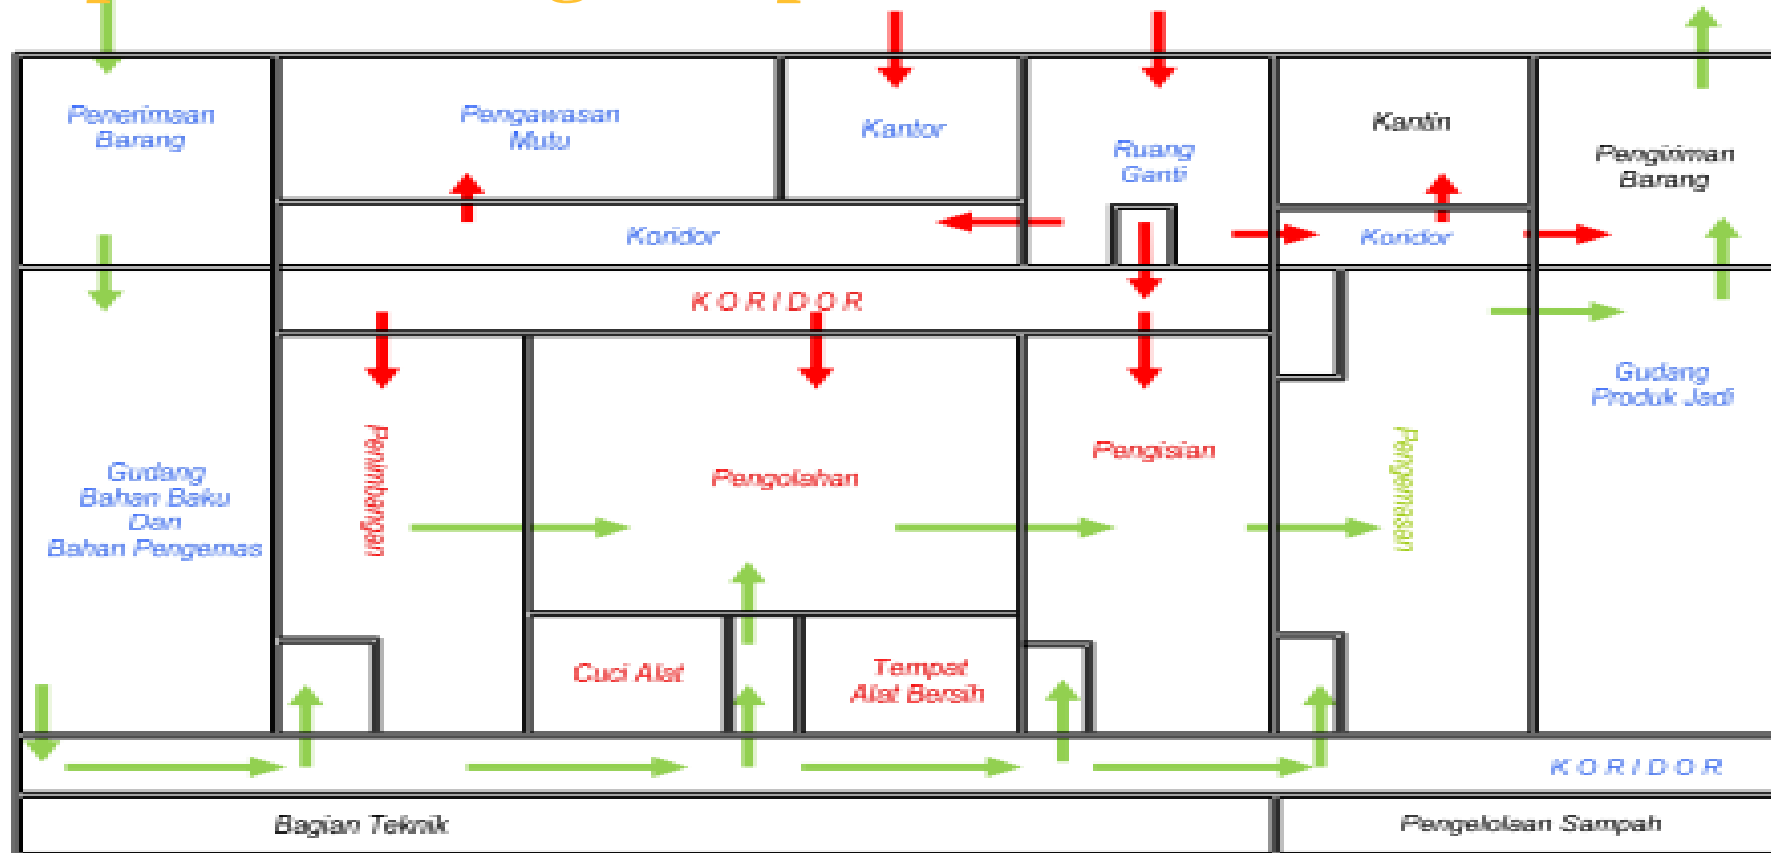 Penerimaan
Barang
Pengawasan
Mutu
Kantor
Ruang
Ganti
Kantin
Pengiriman
Barang
Koridor
Koridor
KORIDOR
Gudang
Bahan Baku
Dan
Bahan Pengemas
Penimbangan
Pengolahan
Pengisian
Pengemasan
Gudang
Produk Jadi
Cuci Alat
Tempat
Alat Bersih
KORIDOR
Bagian Teknik
Pengelolaan Sampah